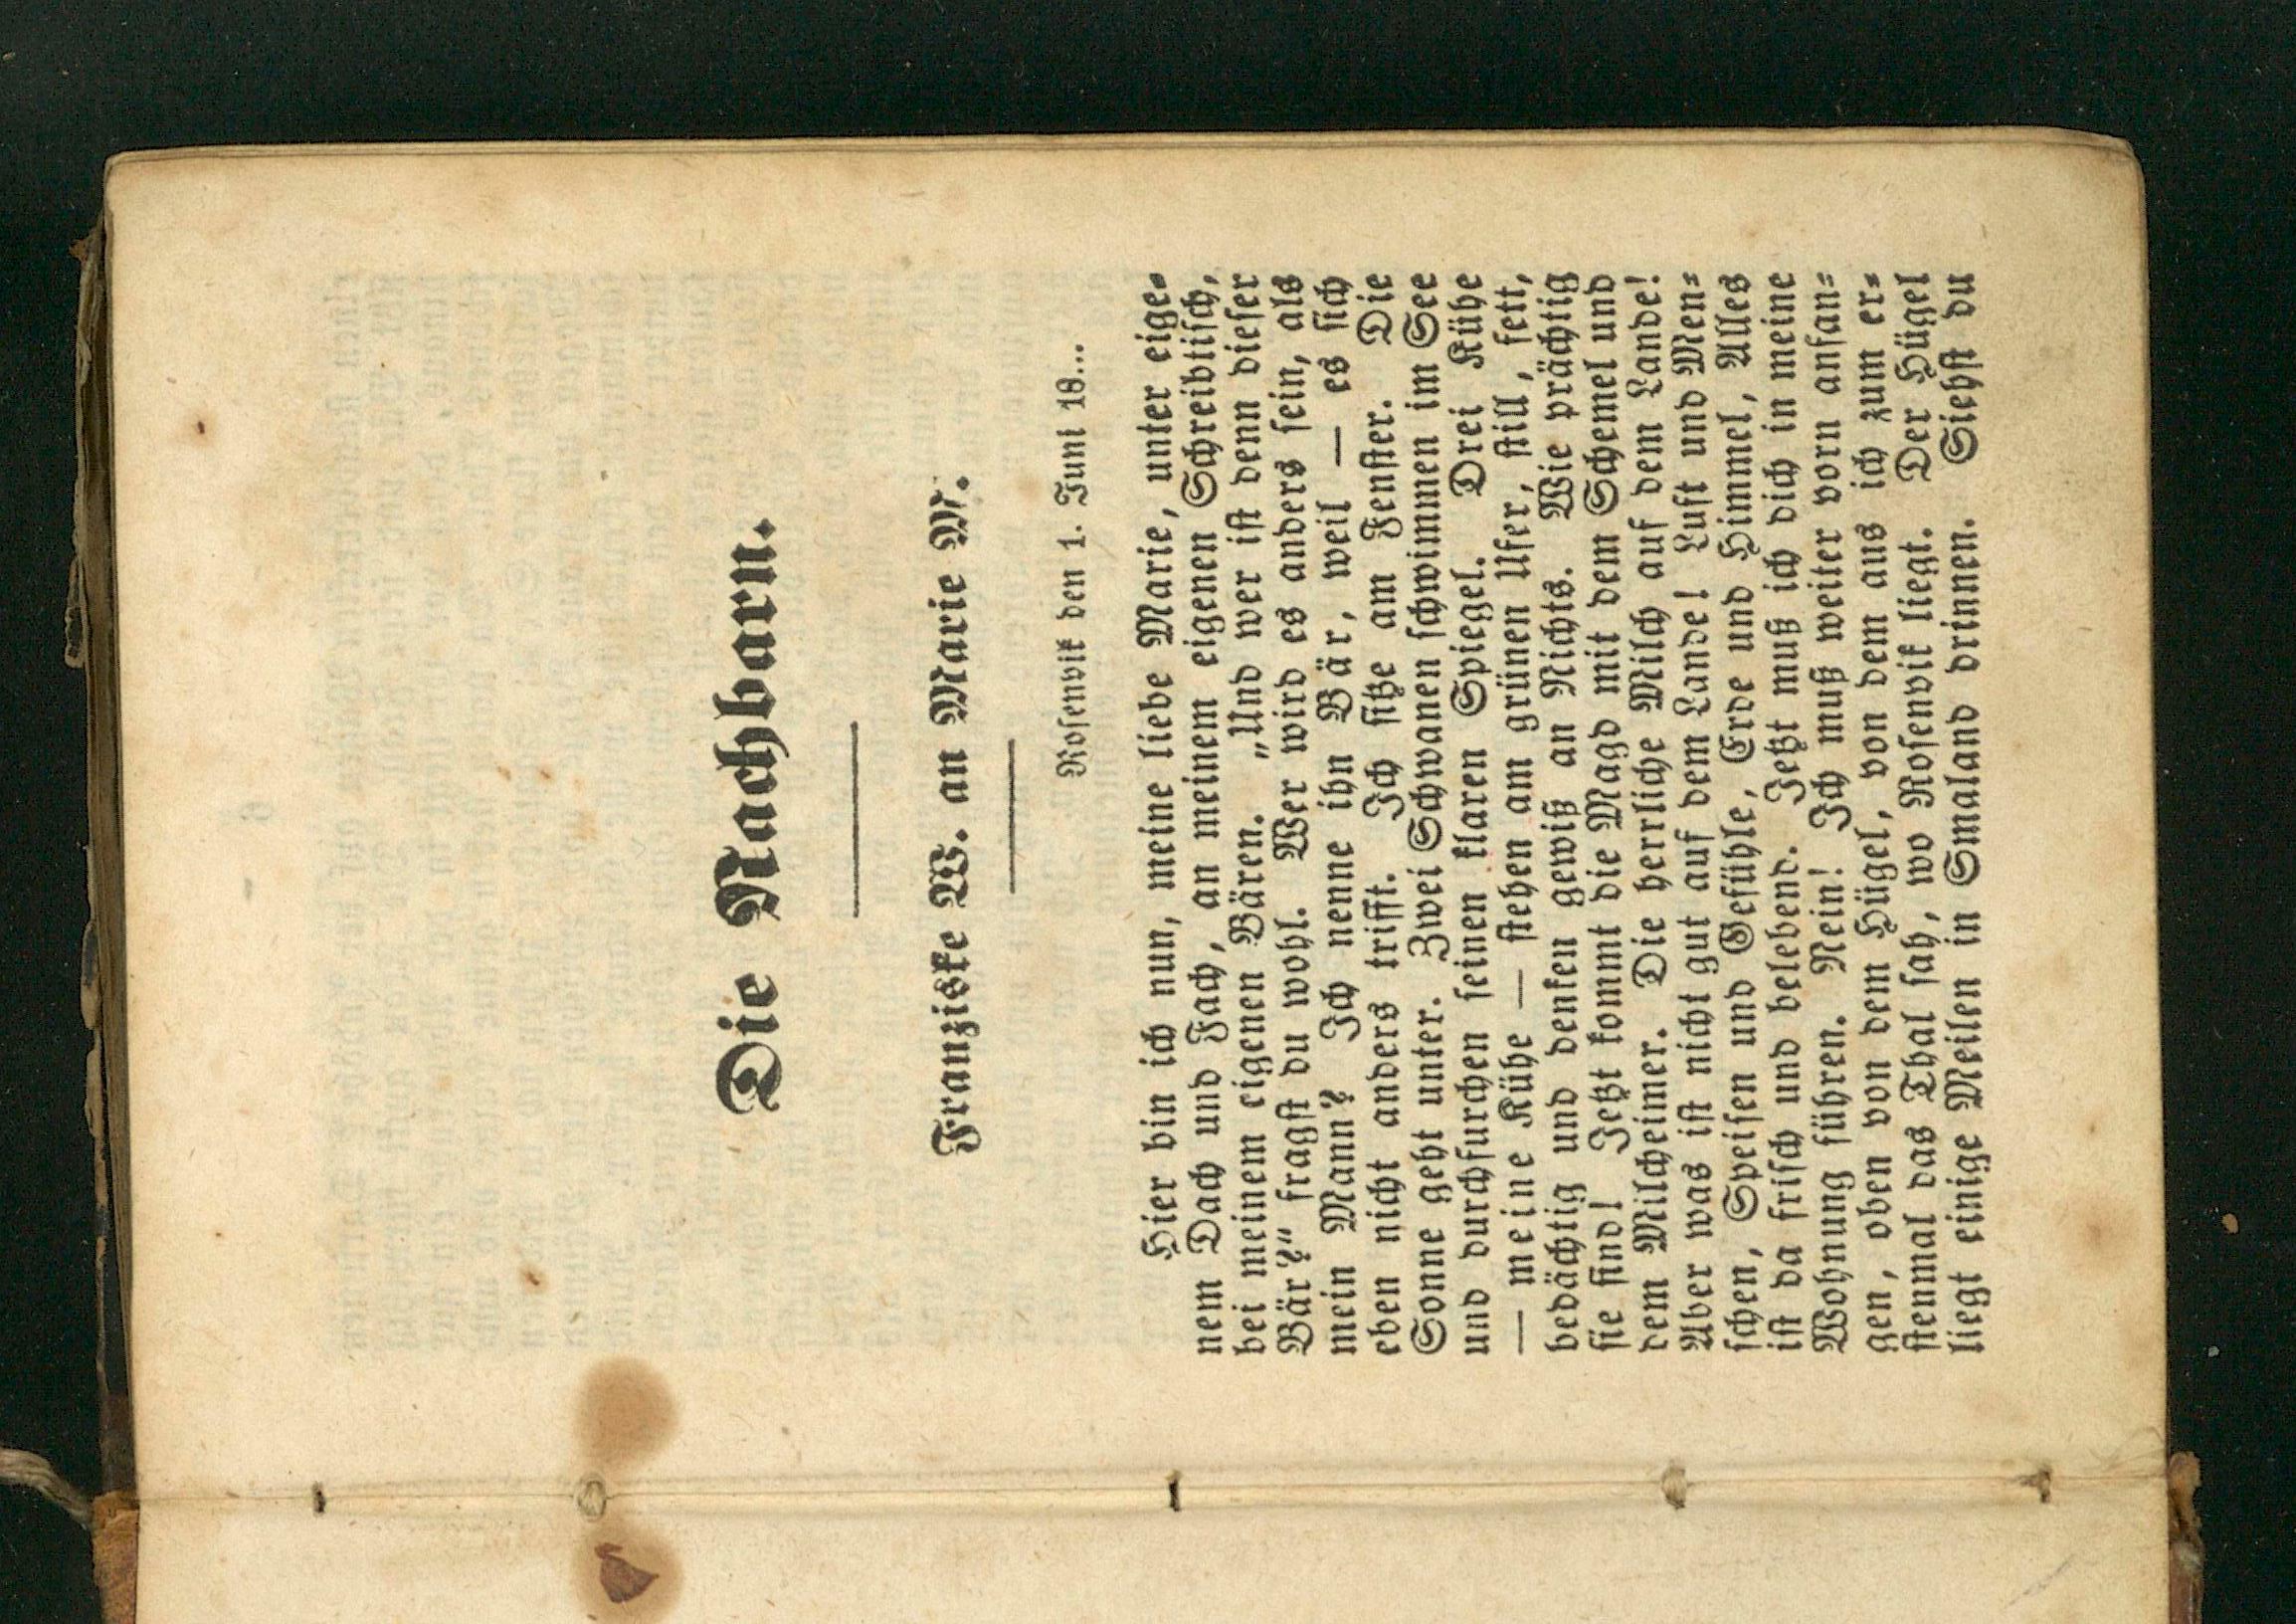 Die Nachbarn.
Franziske W. an Marie M.
Rosenvik den 1. Juni 18...
Hier bin ich nun, meine liebe Marie, unter eige-
nem Dach und Fach, an meinem eigenen Schreibtisch,
bei meinem eigenen Bären. „Und wer ist denn dieser
Bär?“ fragst du wohl. Wer wird es anders sein, als
mein Mann? Ich nenne ihn Bär, weil — es sich
eben nicht anders trifft. Ich sitze am Fenster. Die
Sonne geht unter. Zwei Schwanen schwimmen im See
und durchfurchen seinen klaren Spiegel. Drei Kühe
— meine Kühe — stehen am grünen Ufer, still, fett,
bedächtig und denken gewiß an Nichts. Wie prächtig
sie sind! Jetzt kommt die Magd mit dem Schemel und
dem Milcheimer. Die herrliche Milch auf dem Lande!
Aber was ist nicht gut auf dem Lande! Luft und Men-
schen, Speisen und Gefühle, Erde und Himmel, Alles
ist da frisch und belebend. Jetzt muß ich dich in meine
Wohnung führen. Nein! Ich muß weiter vorn anfan-
gen, oben von dem Hügel, von dem aus ich zum er-
stenmal das Thal sah, wo Rosenvik liegt. Der Hügel
liegt einige Meilen in Smaland drinnen. Siehst du